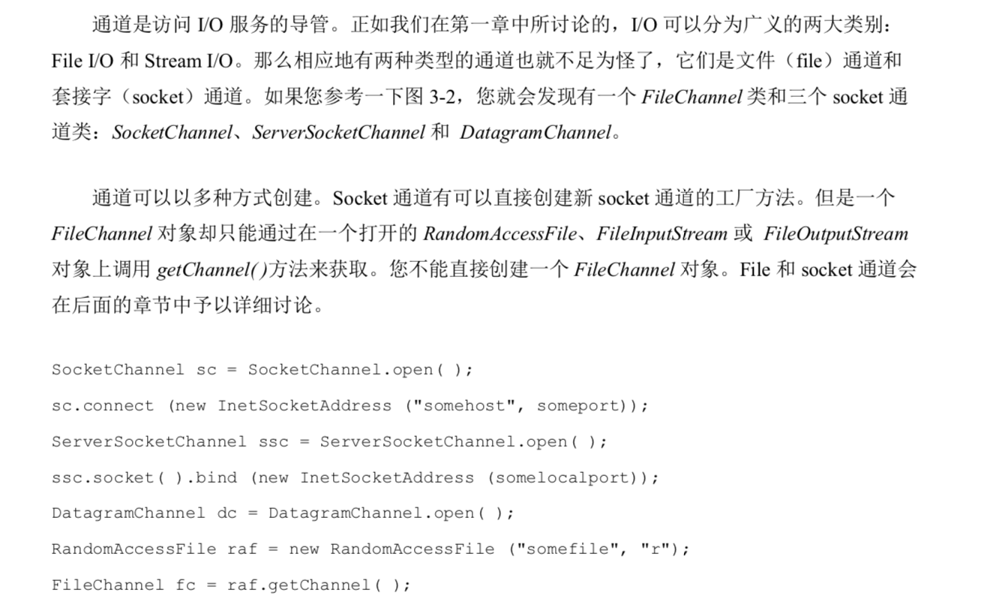 通道是访问 I/O 服务的导管。正如我们在第一章中所讨论的，I/O 可以分为广义的两大类别：
File I/O 和 Stream I/O。那么相应地有两种类型的通道也就不足为怪了，它们是文件（file）通道和
套接字（socket）通道。如果您参考一下图 3-2，您就会发现有一个 FileChannel 类和三个 socket 通
道类：SocketChannel、ServerSocketChannel 和 DatagramChannel。
通道可以以多种方式创建。Socket 通道有可以直接创建新 socket 通道的工厂方法。但是一个
FileChannel 对象却只能通过在一个打开的 RandomAccessFile、FileInputStream 或 FileOutputStream
对象上调用 getChannel( )方法来获取。您不能直接创建一个 FileChannel 对象。File 和 socket 通道会
在后面的章节中予以详细讨论。
SocketChannel sc = SocketChannel.open( );
sc.connect (new InetSocketAddress ("somehost", someport));
ServerSocketChannel ssc = ServerSocketChannel.open( );
ssc.socket( ).bind (new InetSocketAddress (somelocalport));
DatagramChannel dc = DatagramChannel.open( );
RandomAccessFile raf = new RandomAccessFile ("somefile", "r");
FileChannel fc = raf.getChannel( );